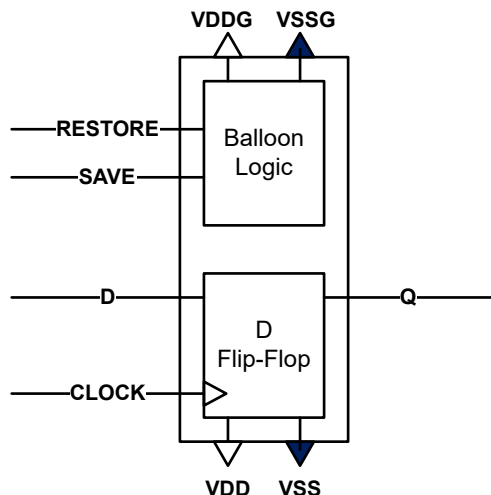 VDDG VSSG
RESTORE
Balloon
Logic
SAVE
D
Q
D
Flip-Flop
CLOCK
VDD VSS